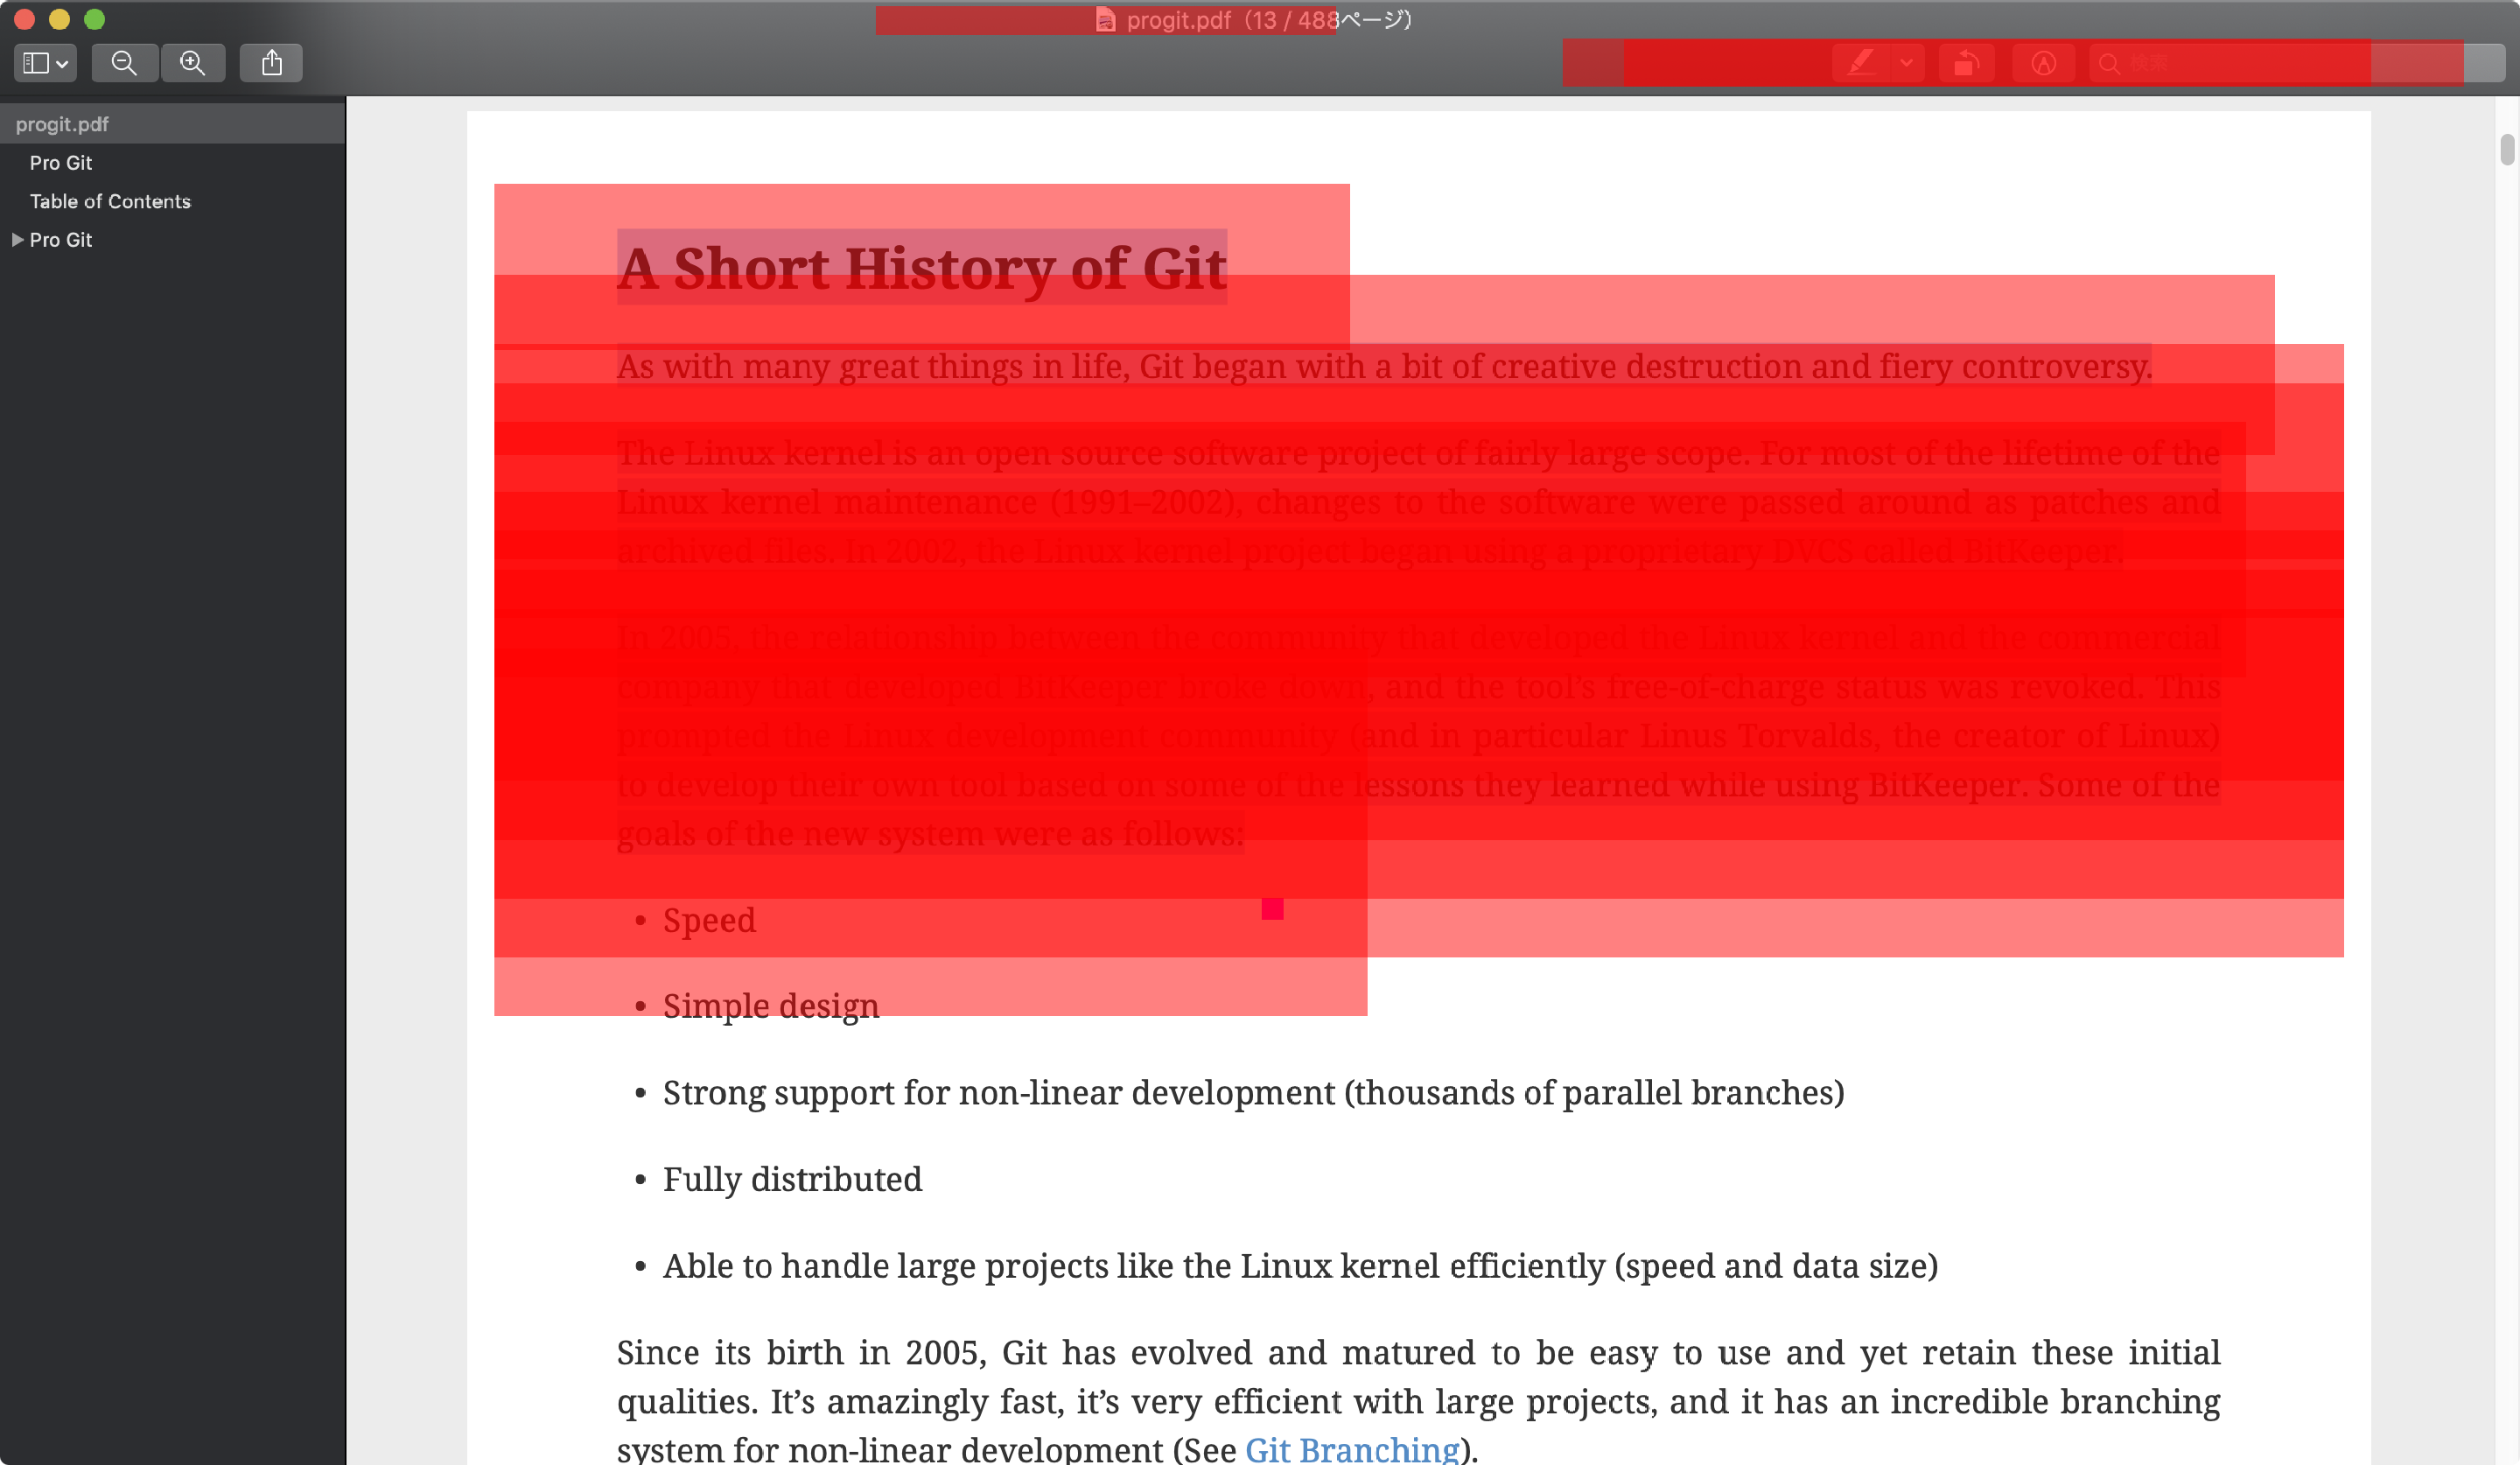 progit.pdf（13 / 488ページ）
検索
progit.pdf
Pro Git
Table of Contents
Pro Git
A Short History of Git
As with many great things in life, Git began with a bit of creative destruction and fiery controversy.
The Linux kernel is an open source software project of fairly large scope. For most of the lifetime of the
Linux kernel maintenance (1991–2002), changes to the software were passed around as patches and
archived files. In 2002, the Linux kernel project began using a proprietary DVCS called BitKeeper.
In 2005, the relationship between the community that developed the Linux kernel and the commercial
company that developed BitKeeper broke down, and the tool’s free-of-charge status was revoked. This
prompted the Linux development community (and in particular Linus Torvalds, the creator of Linux)
to develop their own tool based on some of the lessons they learned while using BitKeeper. Some of the
goals of the new system were as follows:
• Speed
• Simple design
• Strong support for non-linear development (thousands of parallel branches)
• Fully distributed
• Able to handle large projects like the Linux kernel efficiently (speed and data size)
Since its birth in 2005, Git has evolved and matured to be easy to use and yet retain these initial
qualities. It’s amazingly fast, it’s very efficient with large projects, and it has an incredible branching
system for non-linear development (See Git Branching).